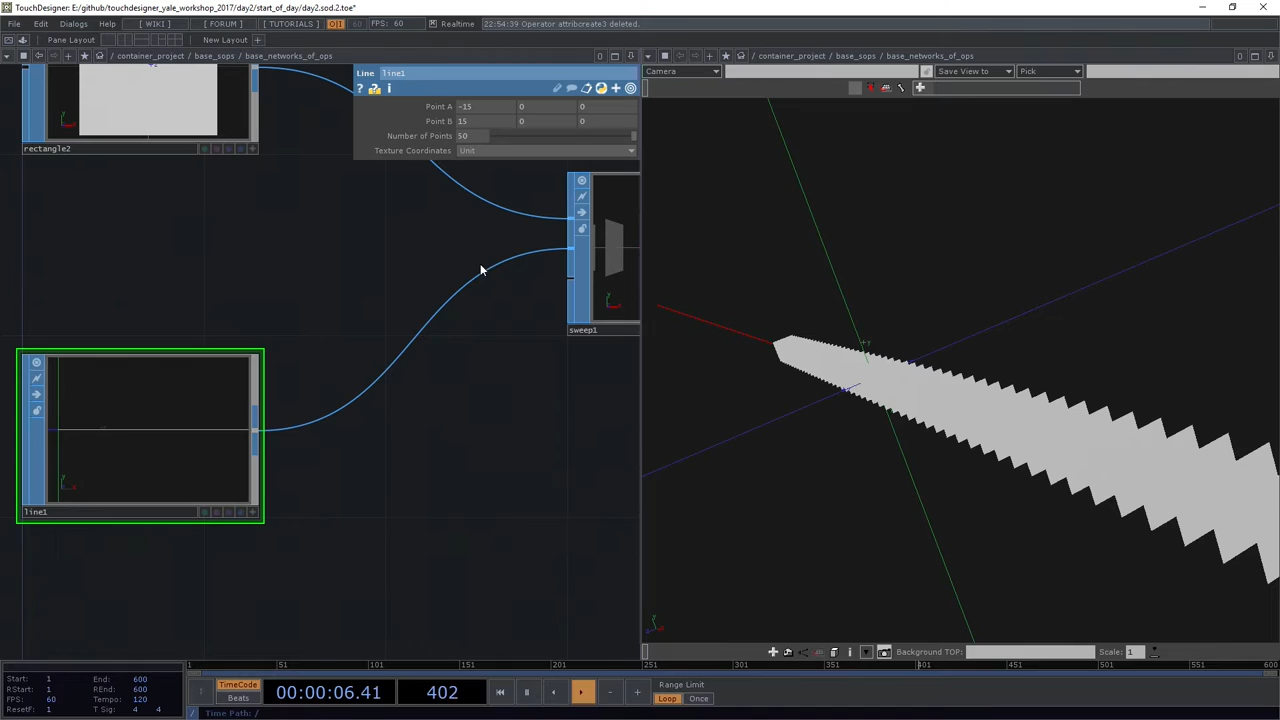 TouchDesigner: E:/github/touchdesigner_yale_workshop_2017/day2/start_of_day/day2.sod.2.toe*
File Edit Dialogs Help [ WIKI ] [ FORUM ] [ TUTORIALS ] O|I FPS: 60 Realtime 22:54:39 Operator attribcreate3 deleted.
Pane Layout New Layout
/ container_project / base_sops / base_networks_of_ops
/ container_project / base_sops / base_networks_of_ops
Line line1
Camera Save View to Pick
Point A -15 0 0
Point B 15 0 0
Number of Points 50
Texture Coordinates Unit
rectangle2
sweep1
line1
Background TOP: Scale: 1
1 51 101 151 201 251 301 351 401 451 501 551 600
Start: 1 End: 600
RStart: 1 REnd: 600
FPS: 60 Tempo: 120
ResetF: 1 T Sig: 4 4
TimeCode
Beats
00:00:06.41
402
Range Limit
Loop Once
/ Time Path: /